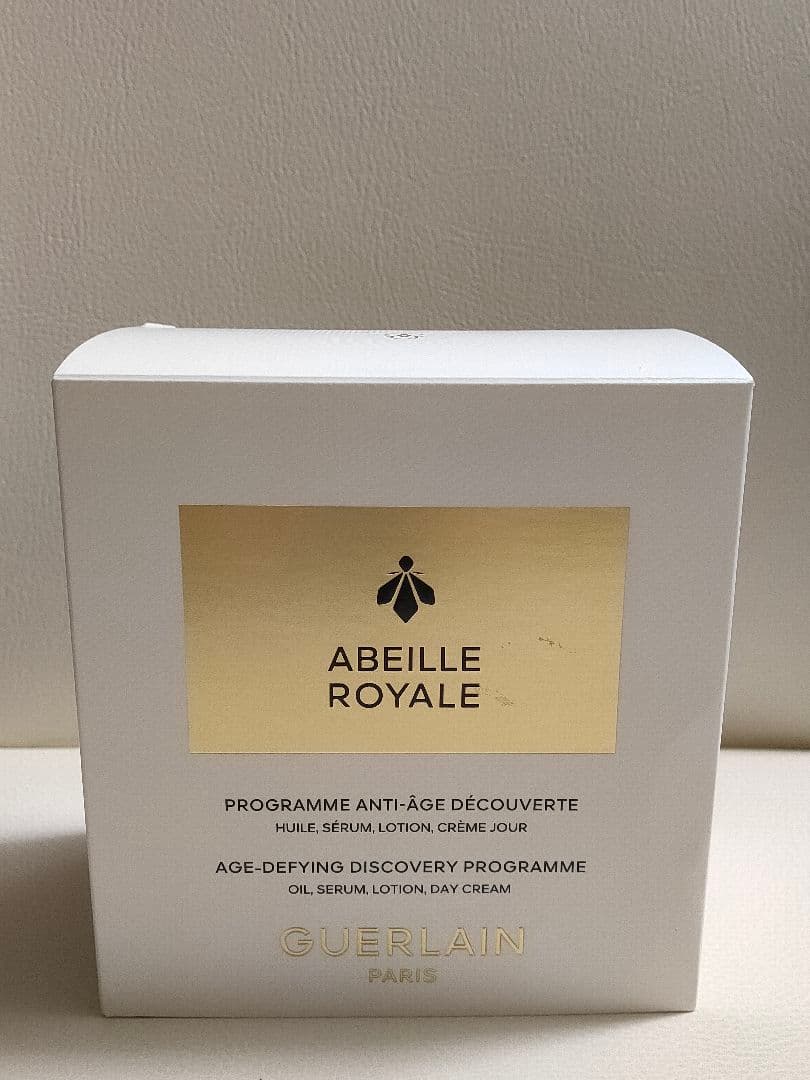 ABEILLE
ROYALE
PROGRAMME ANTI-ÂGE DÉCOUVERTE
HUILE, SÉRUM, LOTION, CRÈME JOUR
AGE-DEFYING DISCOVERY PROGRAMME
OIL, SERUM, LOTION, DAY CREAM
GUERLAIN
PARIS